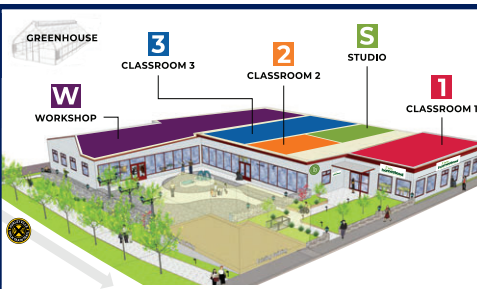 GREENHOUSE
W
WORKSHOP
3
CLASSROOM 3
2
CLASSROOM 2
S
STUDIO
1
CLASSROOM 1